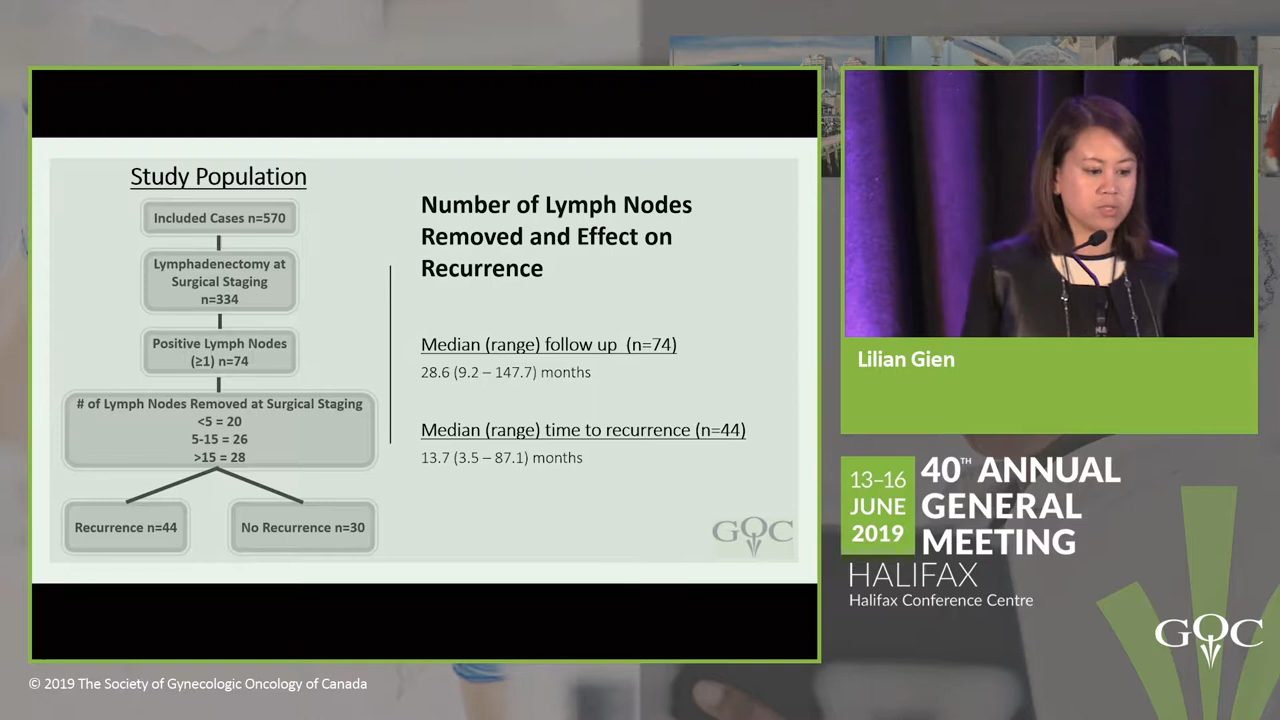 Study Population
Included Cases n=570
Lymphadenectomy at
Surgical Staging
n=334
Positive Lymph Nodes
(≥1) n=74
# of Lymph Nodes Removed at Surgical Staging
<5 = 20
5-15 = 26
>15 = 28
Recurrence n=44
No Recurrence n=30
Number of Lymph Nodes
Removed and Effect on
Recurrence
Median (range) follow up (n=74)
28.6 (9.2 – 147.7) months
Median (range) time to recurrence (n=44)
13.7 (3.5 – 87.1) months
GOC
Lilian Gien
13–16
JUNE
2019
40TH ANNUAL
GENERAL
MEETING
HALIFAX
Halifax Conference Centre
GOC
© 2019 The Society of Gynecologic Oncology of Canada